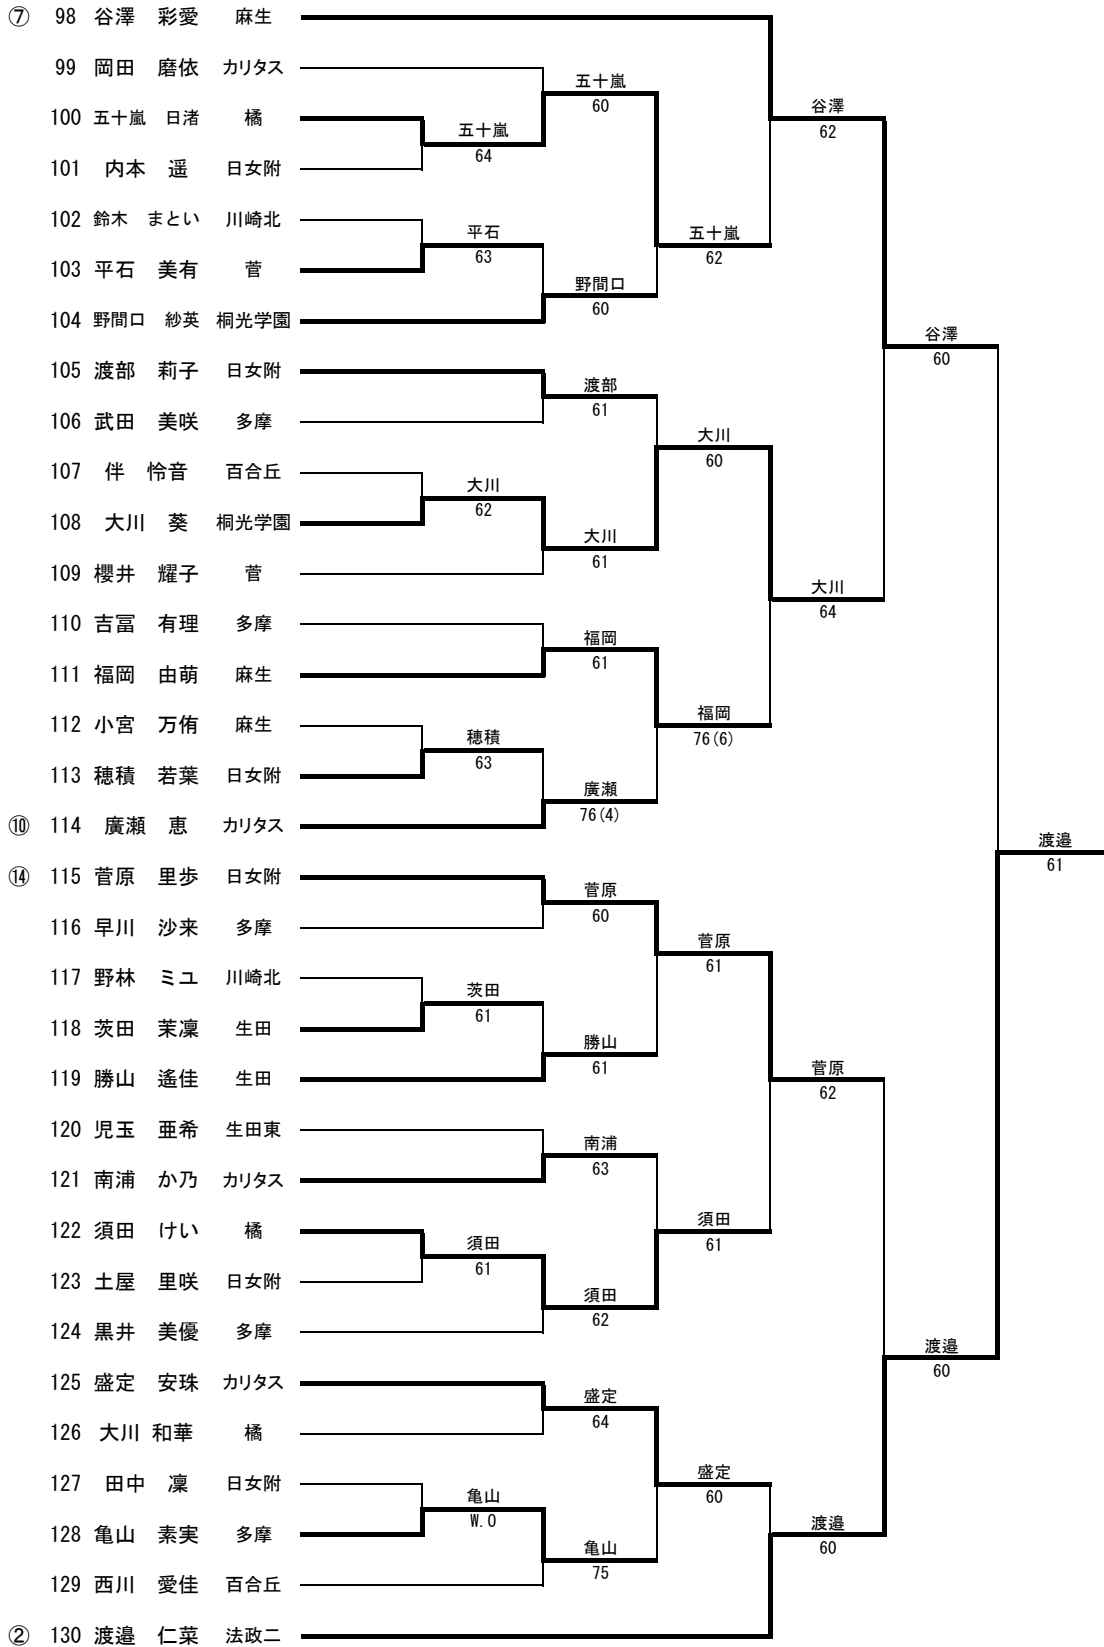 ⑦ 98 谷澤 彩愛 麻生
99 岡田 磨依 カリタス
五十嵐
60
100 五十嵐 日渚 橘
谷澤
62
五十嵐
64
101 内本 遥 日女附
102 鈴木 まとい 川崎北
平石
63
五十嵐
62
103 平石 美有 菅
野間口
60
104 野間口 紗英 桐光学園
谷澤
60
105 渡部 莉子 日女附
渡部
61
106 武田 美咲 多摩
大川
60
107 伴 怜音 百合丘
大川
62
108 大川 葵 桐光学園
大川
61
109 櫻井 耀子 菅
大川
64
110 吉冨 有理 多摩
福岡
61
111 福岡 由萌 麻生
福岡
76(6)
112 小宮 万侑 麻生
穂積
63
113 穂積 若葉 日女附
廣瀬
76(4)
⑩ 114 廣瀬 恵 カリタス
渡邉
61
⑭ 115 菅原 里歩 日女附
菅原
60
116 早川 沙来 多摩
菅原
61
117 野林 ミユ 川崎北
茨田
61
118 茨田 茉凜 生田
勝山
61
119 勝山 遙佳 生田
菅原
62
120 児玉 亜希 生田東
南浦
63
121 南浦 か乃 カリタス
須田
61
122 須田 けい 橘
須田
61
123 土屋 里咲 日女附
須田
62
124 黒井 美優 多摩
渡邉
60
125 盛定 安珠 カリタス
盛定
64
126 大川 和華 橘
盛定
60
127 田中 凜 日女附
亀山
W.O
128 亀山 素実 多摩
渡邉
60
亀山
75
129 西川 愛佳 百合丘
② 130 渡邉 仁菜 法政二